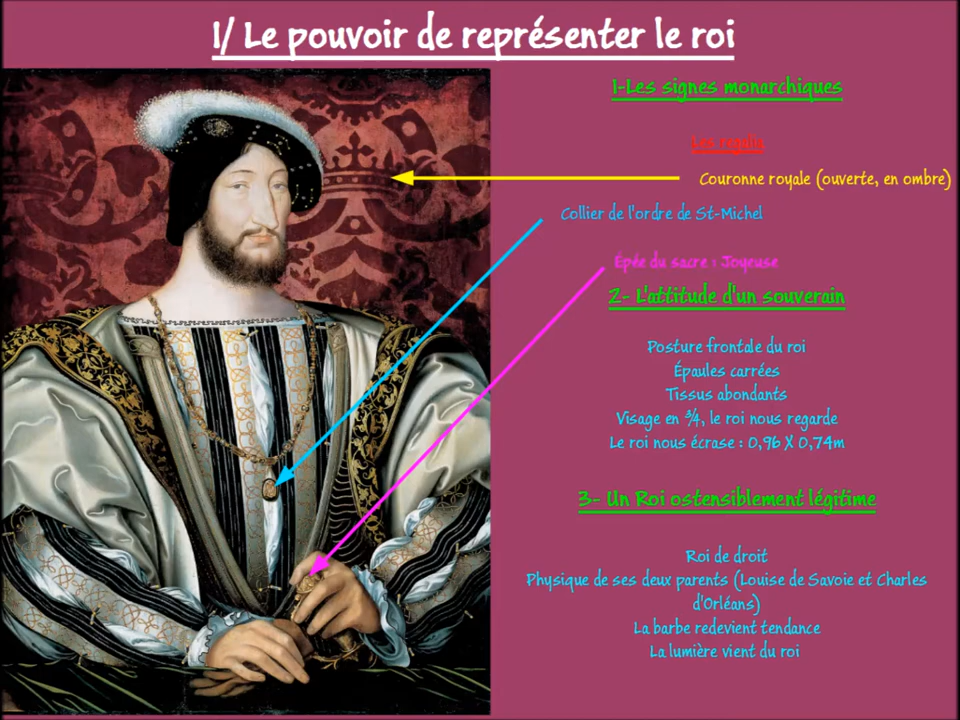 I/ Le pouvoir de représenter le roi
1-Les signes monarchiques
Les regalia
Couronne royale (ouverte, en ombre)
Collier de l'ordre de St-Michel
Épée du sacre : Joyeuse
2- L'attitude d'un souverain
Posture frontale du roi
Épaules carrées
Tissus abondants
Visage en ¾, le roi nous regarde
Le roi nous écrase : 0,96 X 0,74m
3- Un Roi ostensiblement légitime
Roi de droit
Physique de ses deux parents (Louise de Savoie et Charles
d'Orléans)
La barbe redevient tendance
La lumière vient du roi